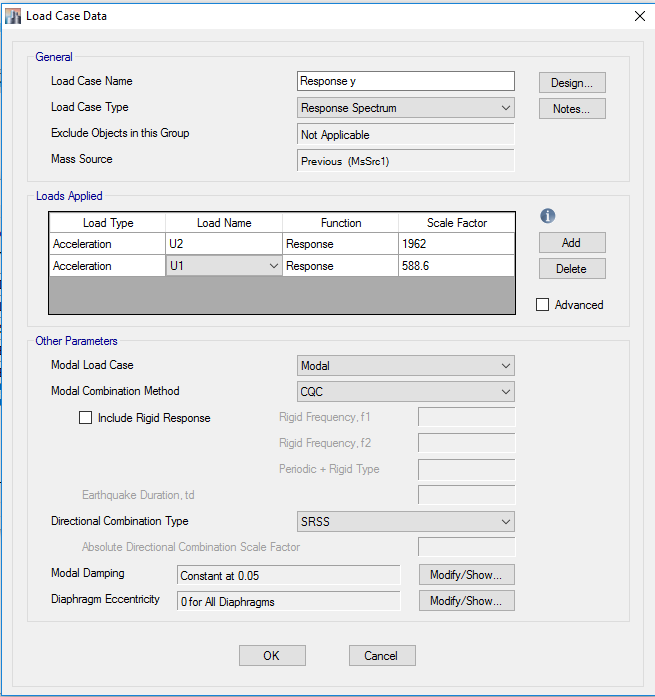 Load Case Data
General
Load Case Name
Response y
Design...
Load Case Type
Response Spectrum
Notes...
Exclude Objects in this Group
Not Applicable
Mass Source
Previous (MsSrc1)
Loads Applied
Load Type Load Name Function Scale Factor
Acceleration U2 Response 1962
Acceleration U1 Response 588.6
Add
Delete
Advanced
Other Parameters
Modal Load Case
Modal
Modal Combination Method
CQC
Include Rigid Response
Rigid Frequency, f1
Rigid Frequency, f2
Periodic + Rigid Type
Earthquake Duration, td
Directional Combination Type
SRSS
Absolute Directional Combination Scale Factor
Modal Damping
Constant at 0.05
Modify/Show...
Diaphragm Eccentricity
0 for All Diaphragms
Modify/Show...
OK
Cancel